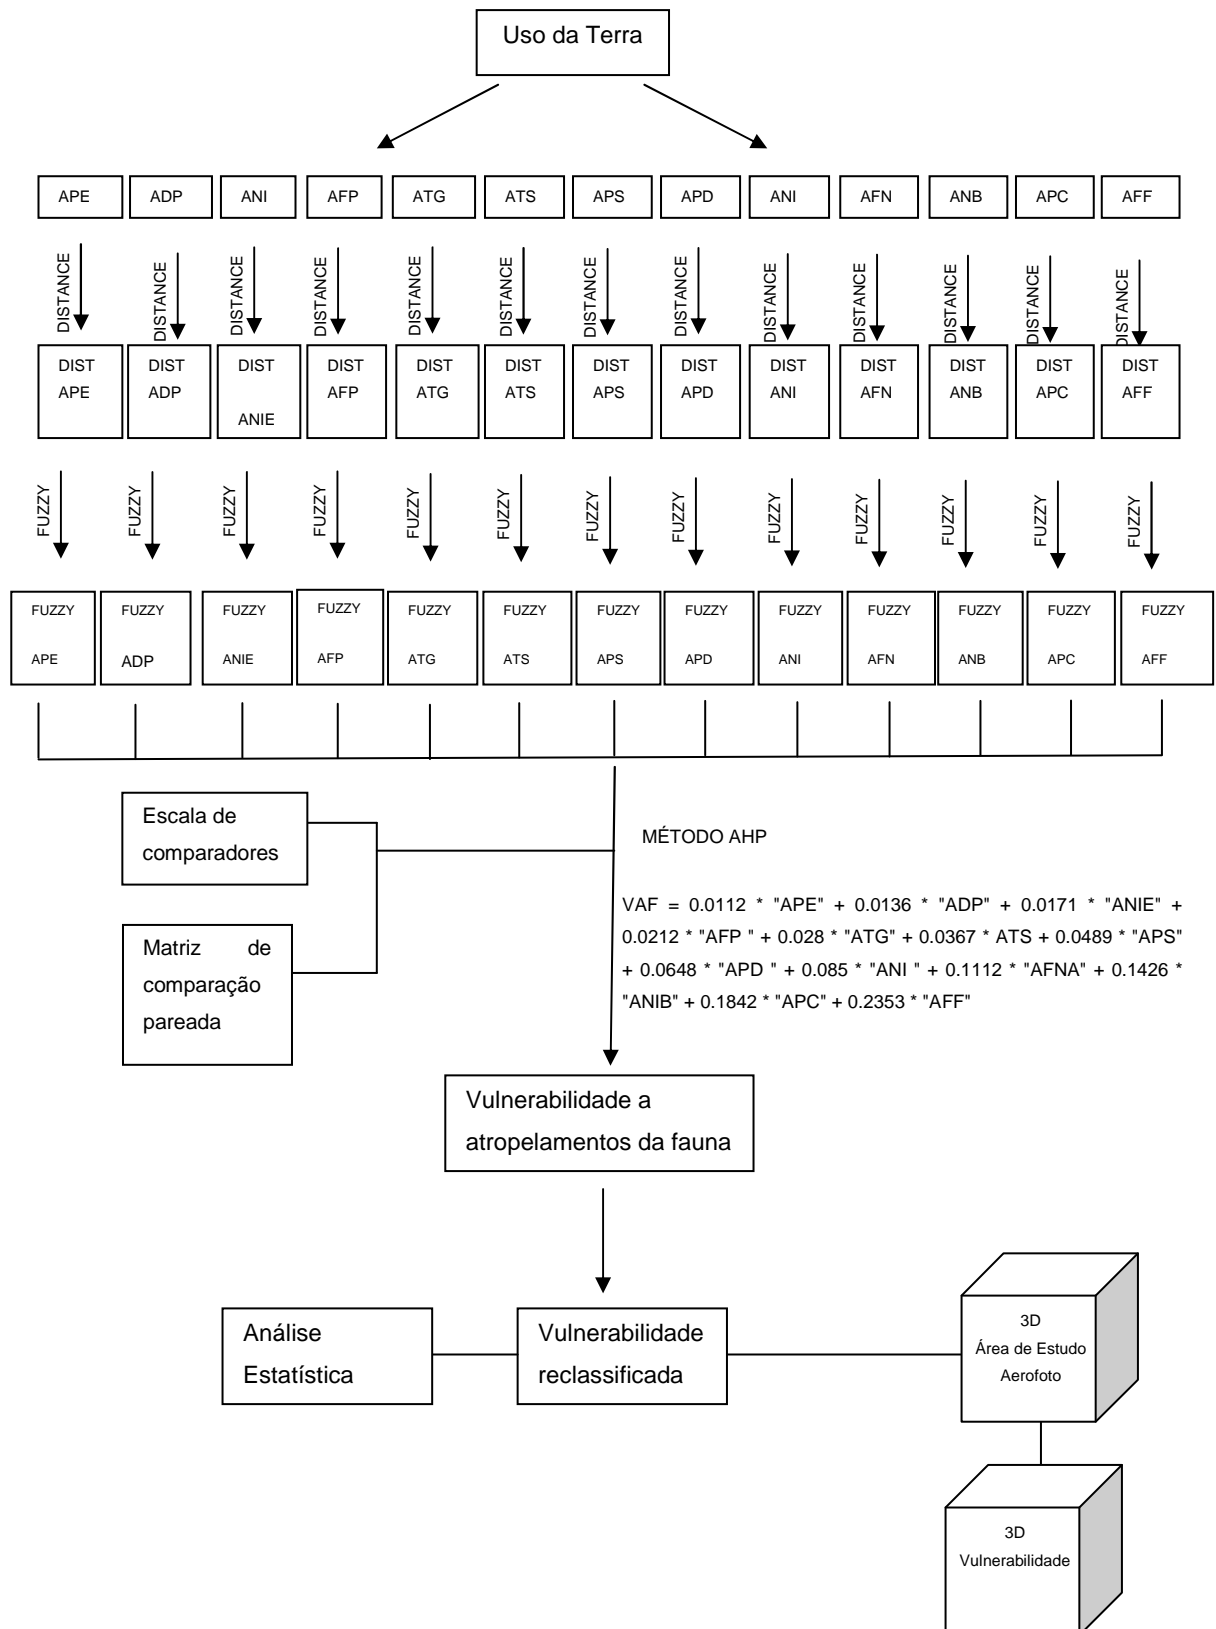 Uso da Terra
APE ADP ANI AFP ATG ATS APS APD ANI AFN ANB APC AFF
DISTANCE DISTANCE DISTANCE DISTANCE DISTANCE DISTANCE DISTANCE DISTANCE DISTANCE DISTANCE DISTANCE DISTANCE DISTANCE
DIST DIST DIST DIST DIST DIST DIST DIST DIST DIST DIST DIST DIST
APE ADP ANIE AFP ATG ATS APS APD ANI AFN ANB APC AFF
FUZZY FUZZY FUZZY FUZZY FUZZY FUZZY FUZZY FUZZY FUZZY FUZZY FUZZY FUZZY FUZZY
FUZZY FUZZY FUZZY FUZZY FUZZY FUZZY FUZZY FUZZY FUZZY FUZZY FUZZY FUZZY FUZZY
APE ADP ANIE AFP ATG ATS APS APD ANI AFN ANB APC AFF
Escala de
comparadores
Matriz de
comparação
pareada
MÉTODO AHP
VAF = 0.0112 * "APE" + 0.0136 * "ADP" + 0.0171 * "ANIE" +
0.0212 * "AFP " + 0.028 * "ATG" + 0.0367 * ATS + 0.0489 * "APS"
+ 0.0648 * "APD " + 0.085 * "ANI " + 0.1112 * "AFNA" + 0.1426 *
"ANIB" + 0.1842 * "APC" + 0.2353 * "AFF"
Vulnerabilidade a
atropelamentos da fauna
Análise
Estatística
Vulnerabilidade
reclassificada
3D
Área de Estudo
Aerofoto
3D
Vulnerabilidade